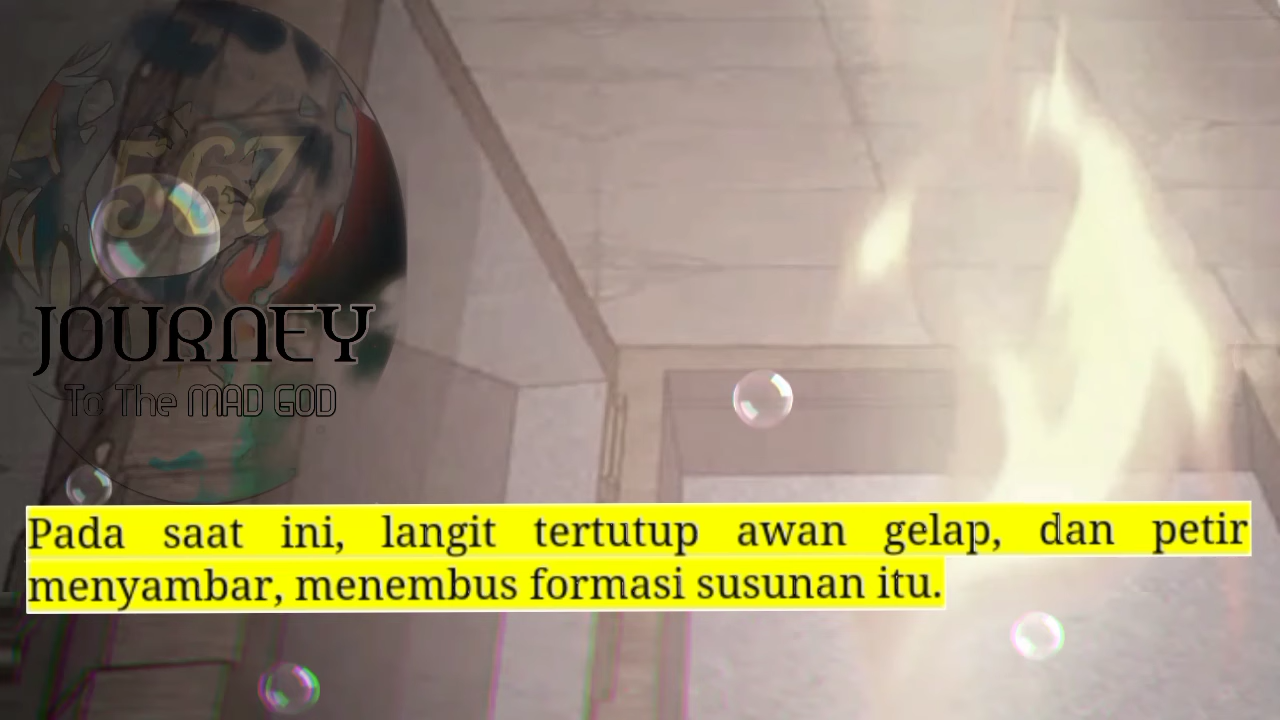 567
JOURNEY
To The MAD GOD
Pada saat ini, langit tertutup awan gelap, dan petir
menyambar, menembus formasi susunan itu.